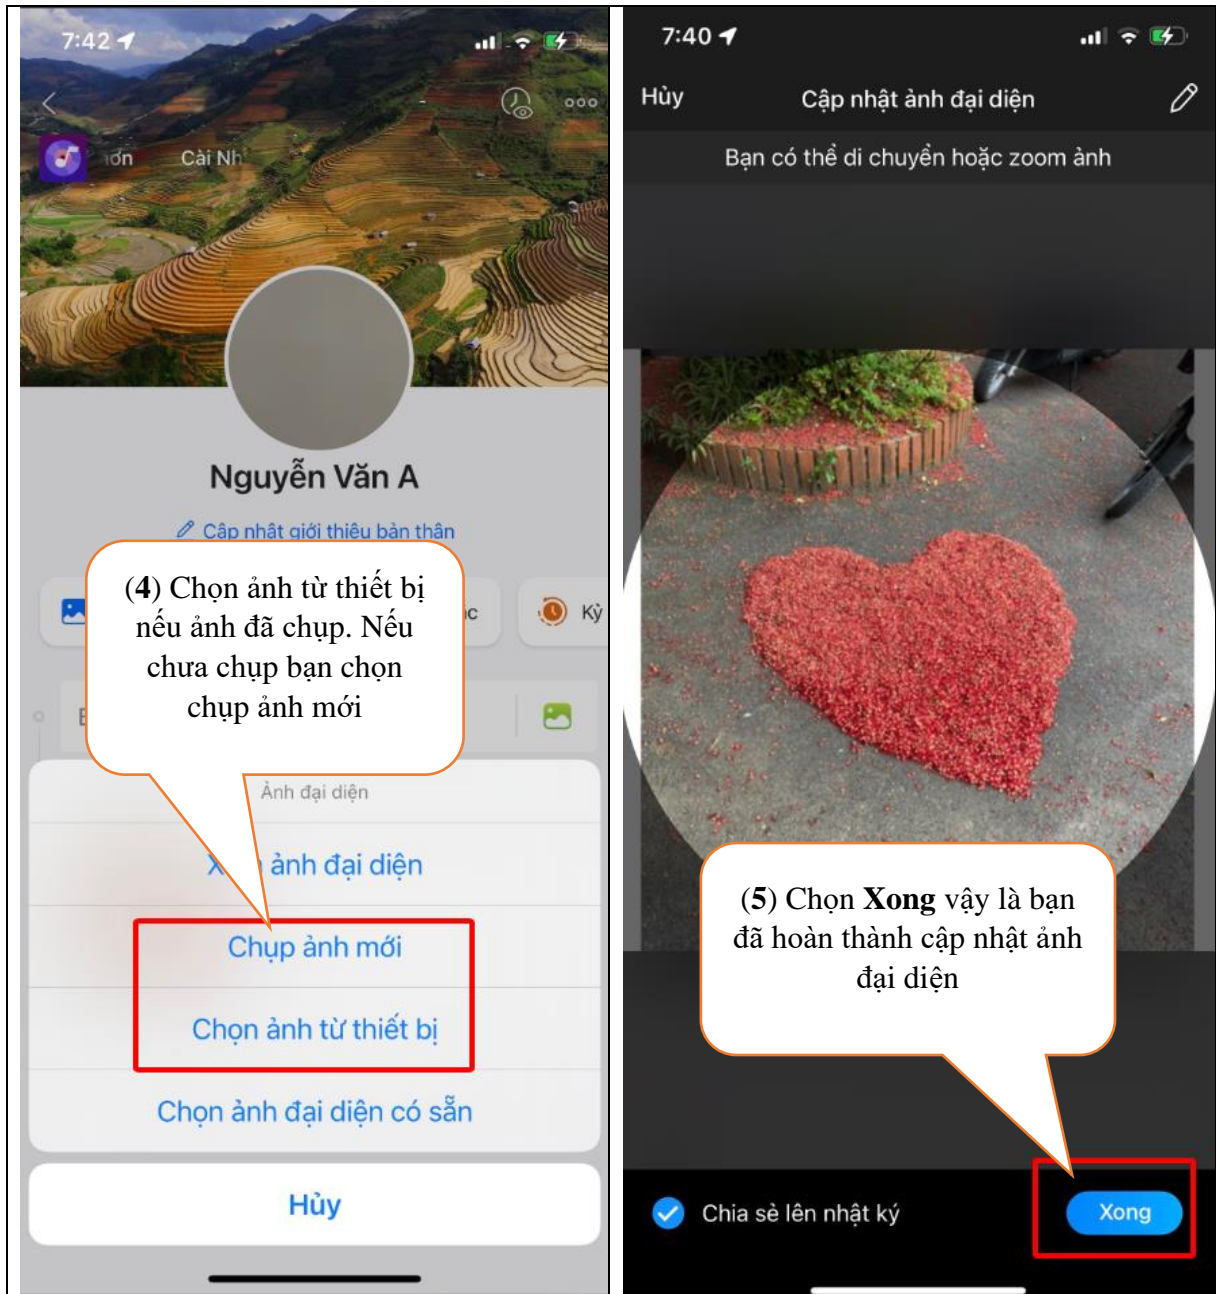 7:42
Cài Nh
Nguyễn Văn A
Cập nhật giới thiệu bản thân
(4) Chọn ảnh từ thiết bị
nếu ảnh đã chụp. Nếu
chưa chụp bạn chọn
chụp ảnh mới
Kỷ
Ảnh đại diện
ảnh đại diện
Chụp ảnh mới
Chọn ảnh từ thiết bị
Chọn ảnh đại diện có sẵn
Hủy
7:40
Hủy
Cập nhật ảnh đại diện
Bạn có thể di chuyển hoặc zoom ảnh
(5) Chọn Xong vậy là bạn
đã hoàn thành cập nhật ảnh
đại diện
Chia sẻ lên nhật ký
Xong